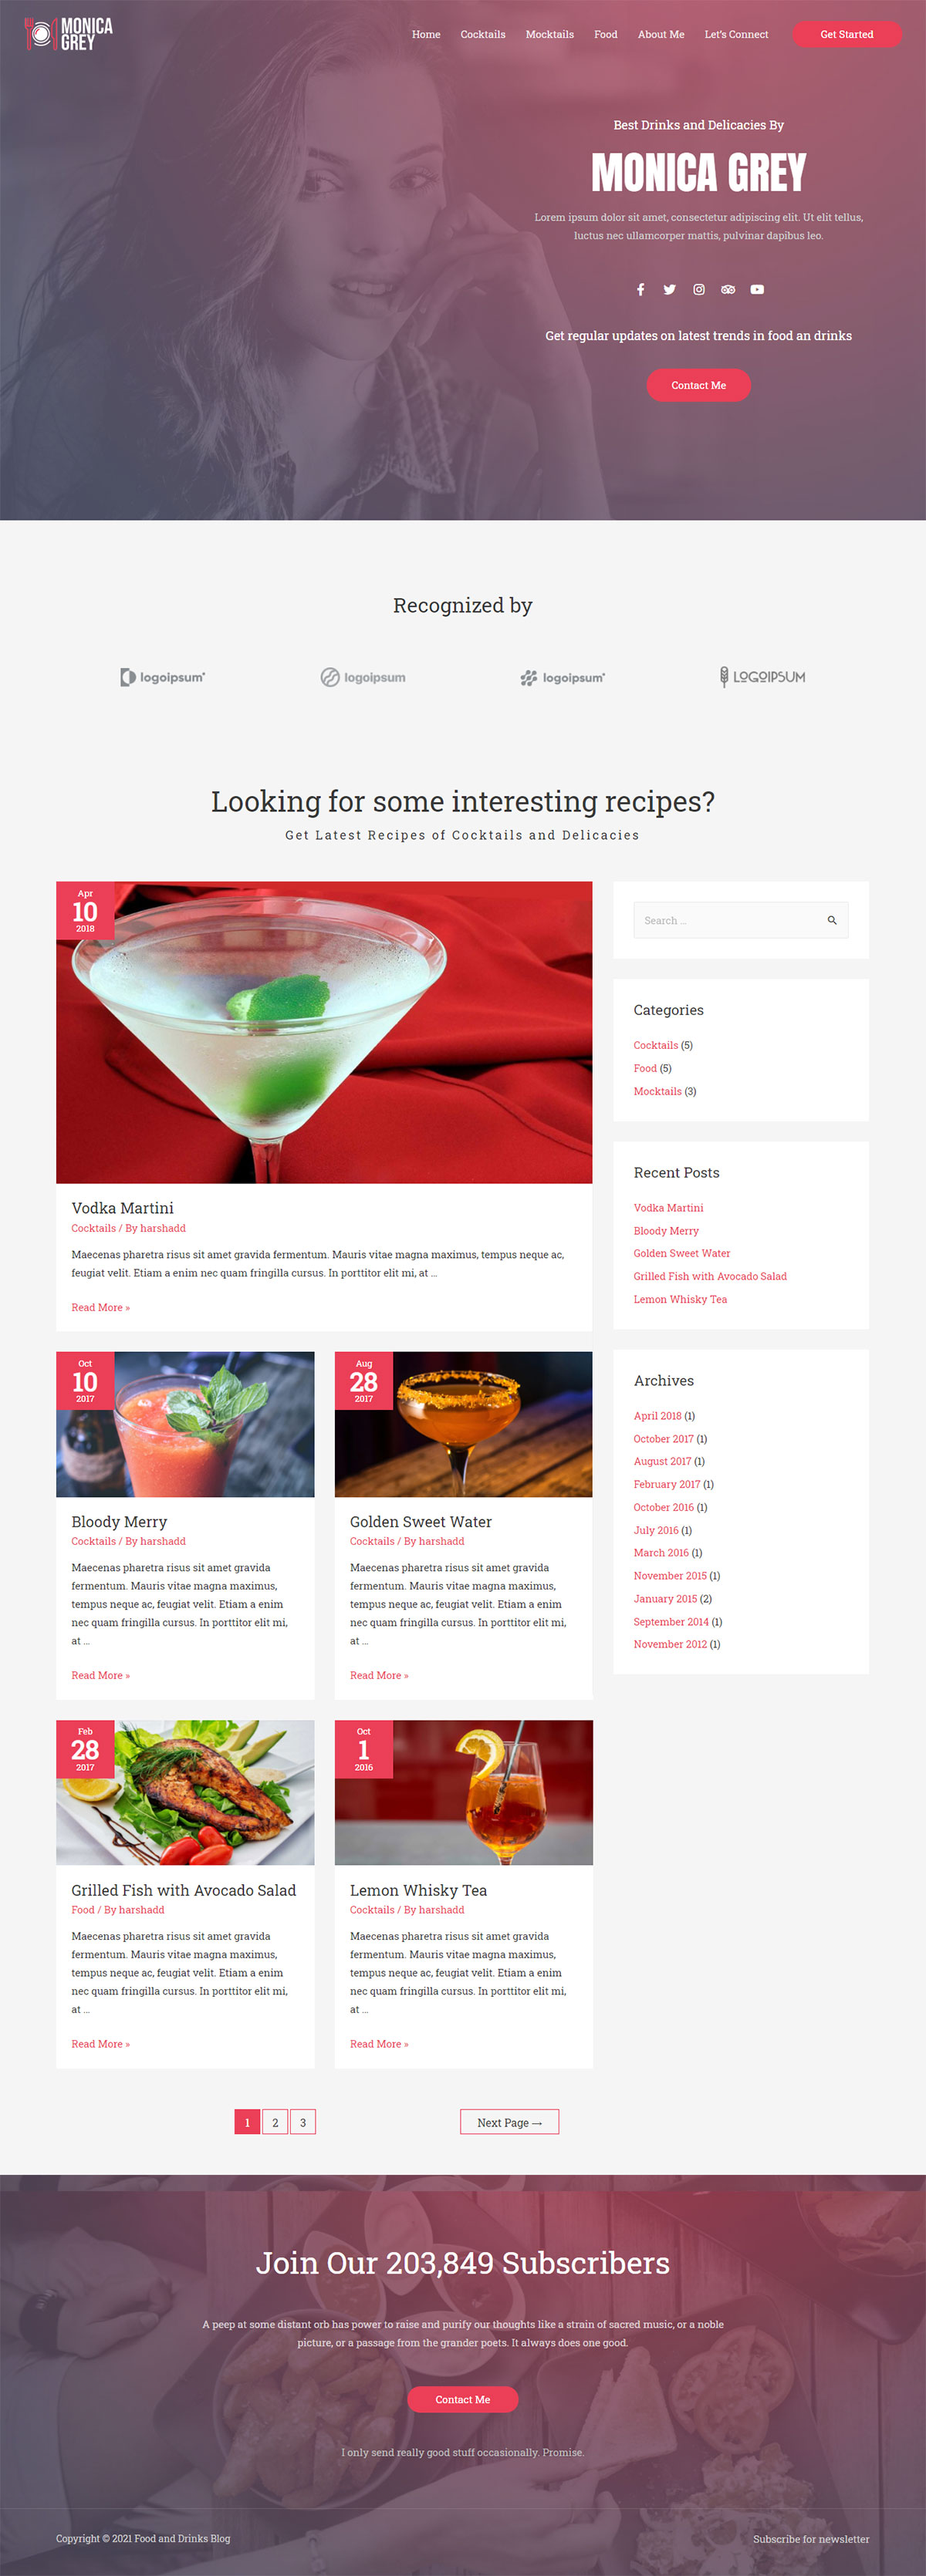 MONICA
GREY
Home Cocktails Mocktails Food About Me Let's Connect Get Started
Best Drinks and Delicacies By
MONICA GREY
Lorem ipsum dolor sit amet, consectetur adipiscing elit. Ut elit tellus,
luctus nec ullamcorper mattis, pulvinar dapibus leo.
Get regular updates on latest trends in food an drinks
Contact Me
Recognized by
logoipsum logoipsum logoipsum LOGOIPSUM
Looking for some interesting recipes?
Get Latest Recipes of Cocktails and Delicacies
Apr
10
2018
Vodka Martini
Cocktails / By harshadd
Maecenas pharetra risus sit amet gravida fermentum. Mauris vitae magna maximus, tempus neque ac,
feugiat velit. Etiam a enim nec quam fringilla cursus. In porttitor elit mi, at ...
Read More »
Oct
10
2017
Bloody Merry
Cocktails / By harshadd
Maecenas pharetra risus sit amet gravida
fermentum. Mauris vitae magna maximus,
tempus neque ac, feugiat velit. Etiam a enim
nec quam fringilla cursus. In porttitor elit mi,
at ...
Read More »
Aug
28
2017
Golden Sweet Water
Cocktails / By harshadd
Maecenas pharetra risus sit amet gravida
fermentum. Mauris vitae magna maximus,
tempus neque ac, feugiat velit. Etiam a enim
nec quam fringilla cursus. In porttitor elit mi,
at ...
Read More »
Feb
28
2017
Grilled Fish with Avocado Salad
Food / By harshadd
Maecenas pharetra risus sit amet gravida
fermentum. Mauris vitae magna maximus,
tempus neque ac, feugiat velit. Etiam a enim
nec quam fringilla cursus. In porttitor elit mi,
at ...
Read More »
Oct
1
2016
Lemon Whisky Tea
Cocktails / By harshadd
Maecenas pharetra risus sit amet gravida
fermentum. Mauris vitae magna maximus,
tempus neque ac, feugiat velit. Etiam a enim
nec quam fringilla cursus. In porttitor elit mi,
at ...
Read More »
1 2 3 Next Page →
Search ...
Categories
Cocktails (5)
Food (5)
Mocktails (3)
Recent Posts
Vodka Martini
Bloody Merry
Golden Sweet Water
Grilled Fish with Avocado Salad
Lemon Whisky Tea
Archives
April 2018 (1)
October 2017 (1)
August 2017 (1)
February 2017 (1)
October 2016 (1)
July 2016 (1)
March 2016 (1)
November 2015 (1)
January 2015 (2)
September 2014 (1)
November 2012 (1)
Join Our 203,849 Subscribers
A peep at some distant orb has power to raise and purify our thoughts like a strain of sacred music, or a noble
picture, or a passage from the grander poets. It always does one good.
Contact Me
I only send really good stuff occasionally. Promise.
Copyright © 2021 Food and Drinks Blog Subscribe for newsletter